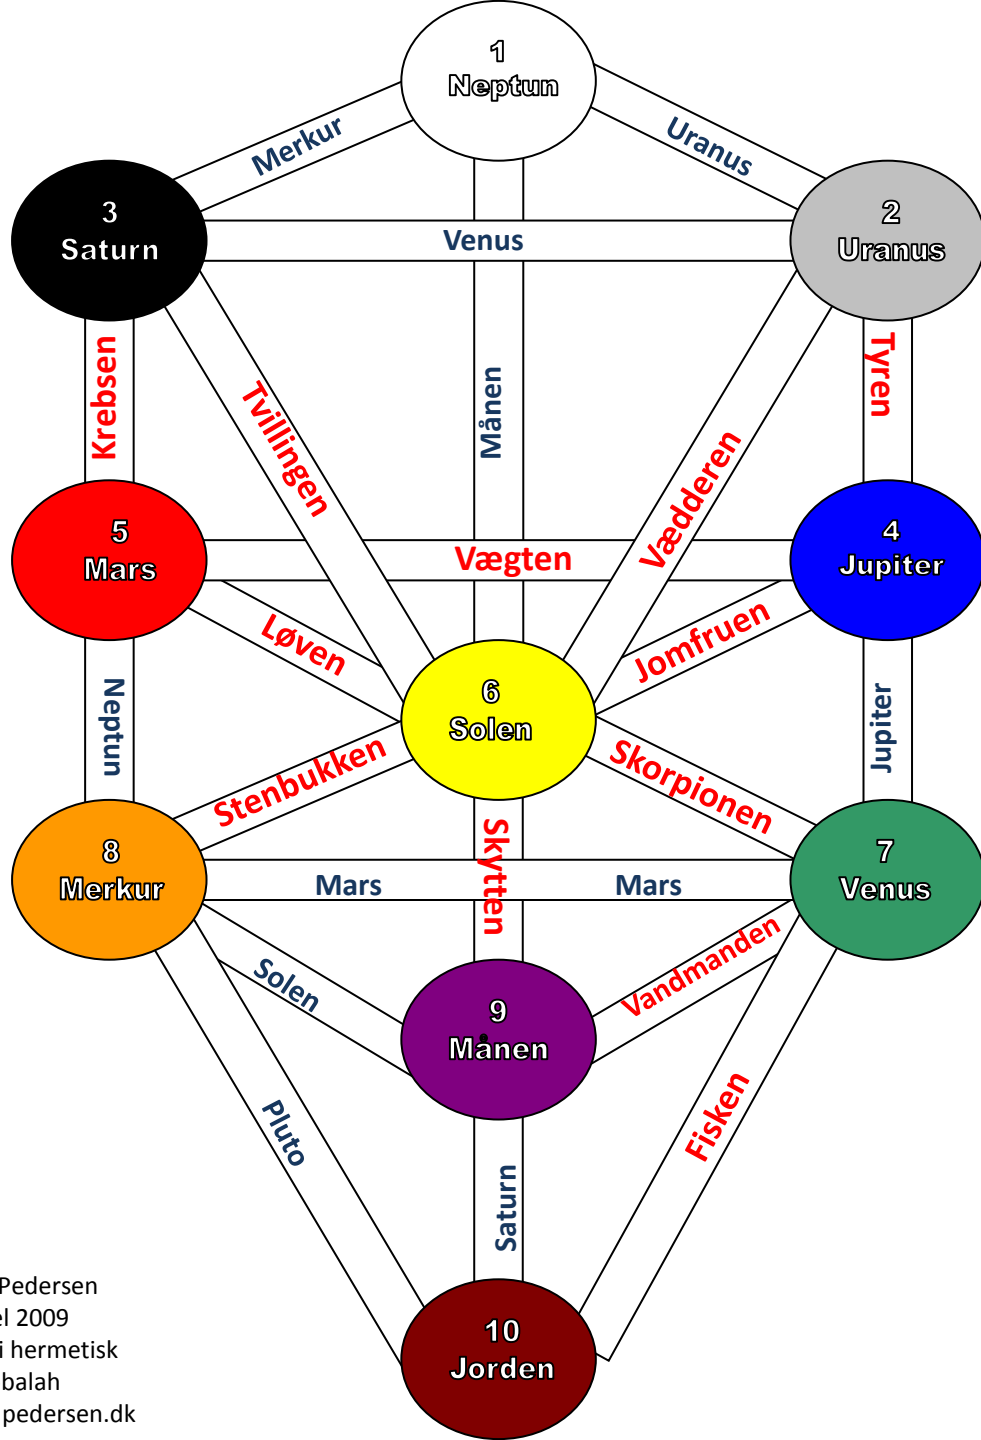 1
Neptun
Merkur
Uranus
3
Saturn
Venus
2
Uranus
Krebsen
Tvillingen
Månen
Vædderen
Tyren
5
Mars
Vægten
4
Jupiter
Løven
Jomfruen
6
Solen
Neptun
Jupiter
Stenbukken
Skorpionen
Skytten
8
Merkur
Mars
Mars
7
Venus
Solen
Vandmanden
9
Månen
Pluto
Fisken
Saturn
10
Jorden
Pedersen
el 2009
i hermetisk
balah
pedersen.dk